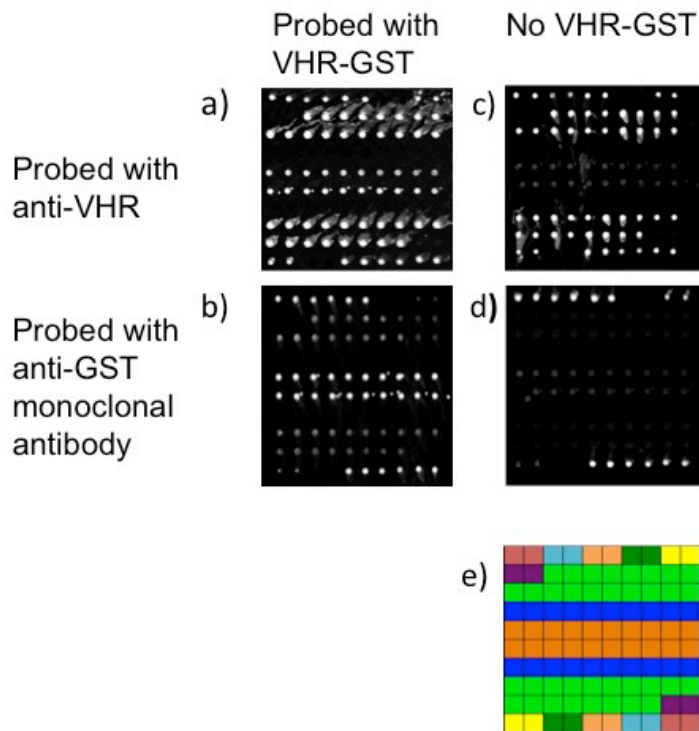 Probed with
VHR-GST
No VHR-GST
a)
c)
Probed with
anti-VHR
b)
d)
Probed with
anti-GST
monoclonal
antibody
e)